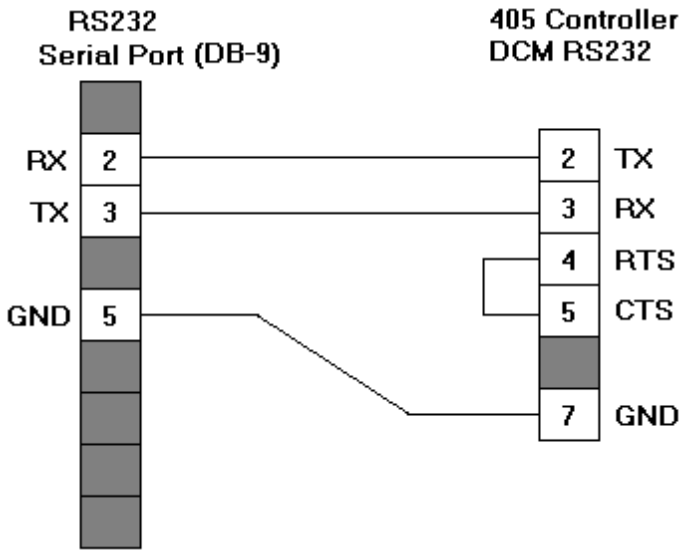 RS232
Serial Port (DB-9)
405 Controller
DCM RS232
RX 2 2 TX
TX 3 3 RX
4 RTS
GND 5 5 CTS
7 GND